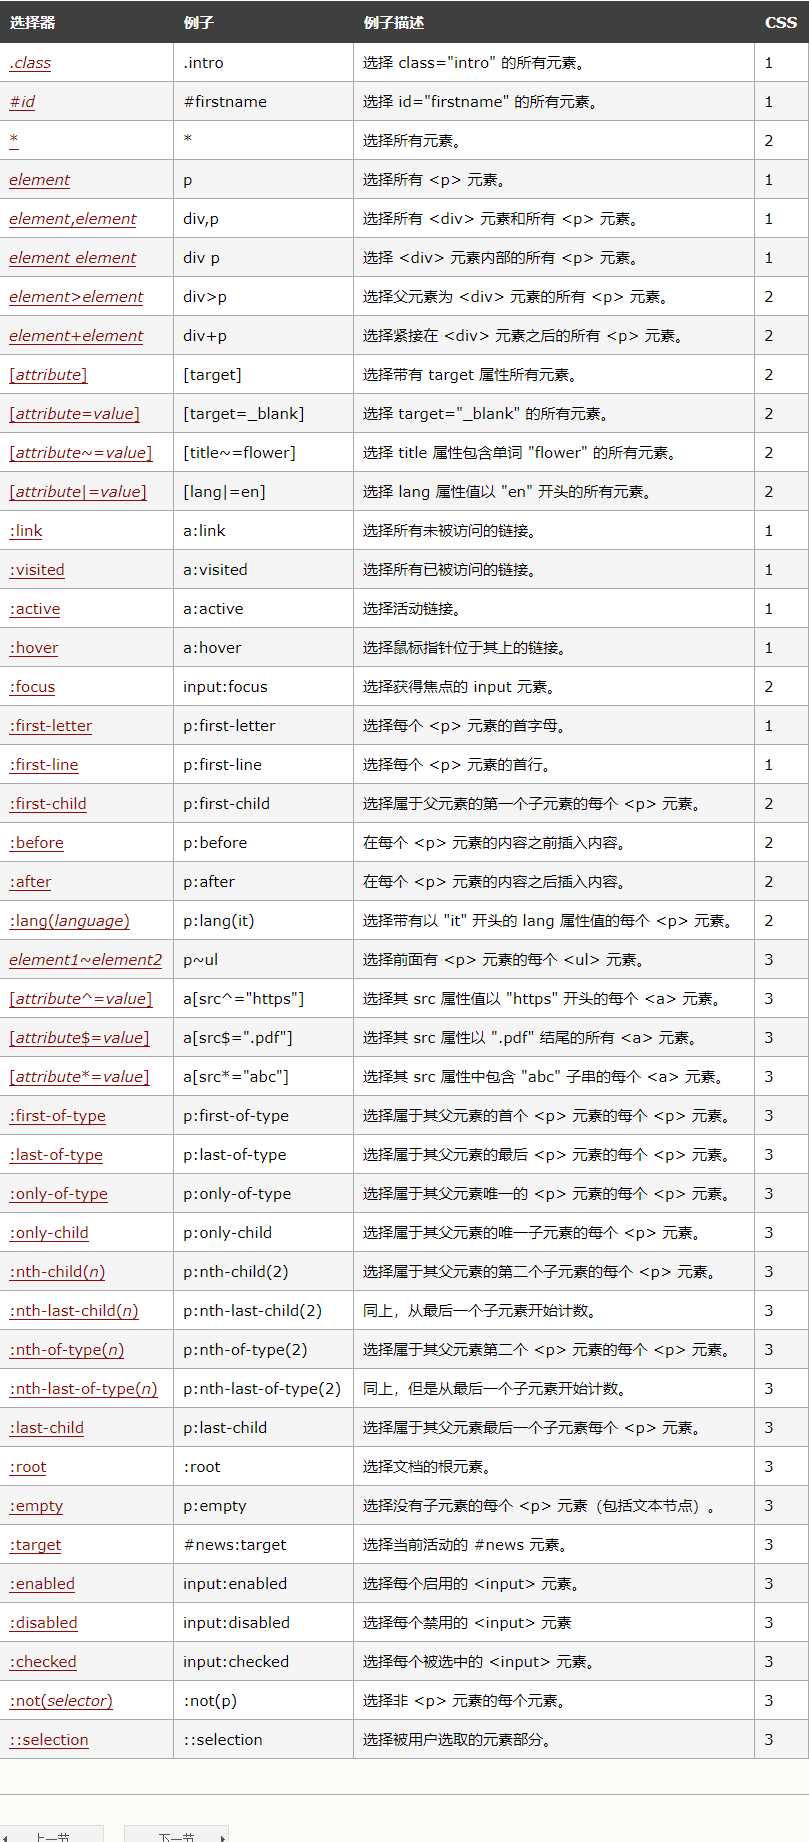 选择器 例子 例子描述 CSS
.class .intro 选择 class="intro" 的所有元素。 1
#id #firstname 选择 id="firstname" 的所有元素。 1
* * 选择所有元素。 2
element p 选择所有 <p> 元素。 1
element,element div,p 选择所有 <div> 元素和所有 <p> 元素。 1
element element div p 选择 <div> 元素内部的所有 <p> 元素。 1
element>element div>p 选择父元素为 <div> 元素的所有 <p> 元素。 2
element+element div+p 选择紧接在 <div> 元素之后的所有 <p> 元素。 2
[attribute] [target] 选择带有 target 属性所有元素。 2
[attribute=value] [target=_blank] 选择 target="_blank" 的所有元素。 2
[attribute~=value] [title~=flower] 选择 title 属性包含单词 "flower" 的所有元素。 2
[attribute|=value] [lang|=en] 选择 lang 属性值以 "en" 开头的所有元素。 2
:link a:link 选择所有未被访问的链接。 1
:visited a:visited 选择所有已被访问的链接。 1
:active a:active 选择活动链接。 1
:hover a:hover 选择鼠标指针位于其上的链接。 1
:focus input:focus 选择获得焦点的 input 元素。 2
:first-letter p:first-letter 选择每个 <p> 元素的首字母。 1
:first-line p:first-line 选择每个 <p> 元素的首行。 1
:first-child p:first-child 选择属于父元素的第一个子元素的每个 <p> 元素。 2
:before p:before 在每个 <p> 元素的内容之前插入内容。 2
:after p:after 在每个 <p> 元素的内容之后插入内容。 2
:lang(language) p:lang(it) 选择带有以 "it" 开头的 lang 属性值的每个 <p> 元素。 2
element1~element2 p~ul 选择前面有 <p> 元素的每个 <ul> 元素。 3
[attribute^=value] a[src^="https"] 选择其 src 属性值以 "https" 开头的每个 <a> 元素。 3
[attribute$=value] a[src$=".pdf"] 选择其 src 属性以 ".pdf" 结尾的所有 <a> 元素。 3
[attribute*=value] a[src*="abc"] 选择其 src 属性中包含 "abc" 子串的每个 <a> 元素。 3
:first-of-type p:first-of-type 选择属于其父元素的首个 <p> 元素的每个 <p> 元素。 3
:last-of-type p:last-of-type 选择属于其父元素的最后 <p> 元素的每个 <p> 元素。 3
:only-of-type p:only-of-type 选择属于其父元素唯一的 <p> 元素的每个 <p> 元素。 3
:only-child p:only-child 选择属于其父元素的唯一子元素的每个 <p> 元素。 3
:nth-child(n) p:nth-child(2) 选择属于其父元素的第二个子元素的每个 <p> 元素。 3
:nth-last-child(n) p:nth-last-child(2) 同上，从最后一个子元素开始计数。 3
:nth-of-type(n) p:nth-of-type(2) 选择属于其父元素第二个 <p> 元素的每个 <p> 元素。 3
:nth-last-of-type(n) p:nth-last-of-type(2) 同上，但是从最后一个子元素开始计数。 3
:last-child p:last-child 选择属于其父元素最后一个子元素每个 <p> 元素。 3
:root :root 选择文档的根元素。 3
:empty p:empty 选择没有子元素的每个 <p> 元素（包括文本节点）。 3
:target #news:target 选择当前活动的 #news 元素。 3
:enabled input:enabled 选择每个启用的 <input> 元素。 3
:disabled input:disabled 选择每个禁用的 <input> 元素 3
:checked input:checked 选择每个被选中的 <input> 元素。 3
:not(selector) :not(p) 选择非 <p> 元素的每个元素。 3
::selection ::selection 选择被用户选取的元素部分。 3
上一节 下一节